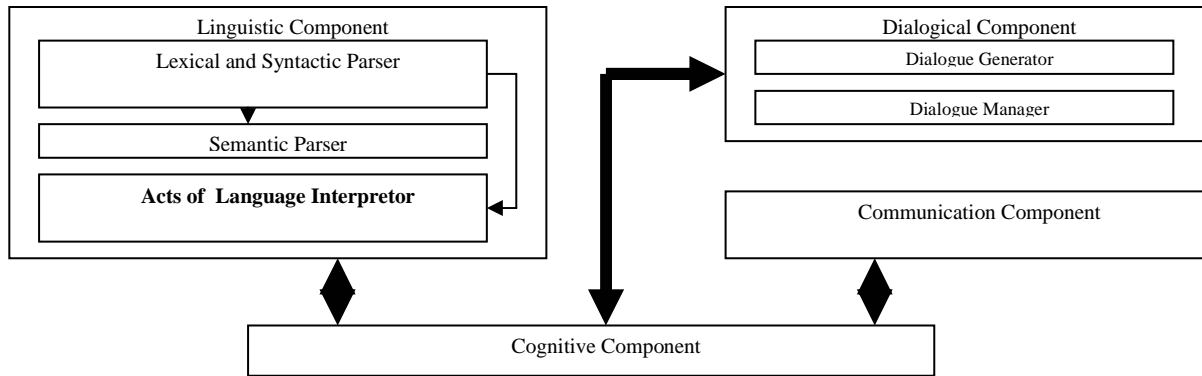 Linguistic Component
Lexical and Syntactic Parser
Semantic Parser
Acts of Language Interpretor
Dialogical Component
Dialogue Generator
Dialogue Manager
Communication Component
Cognitive Component